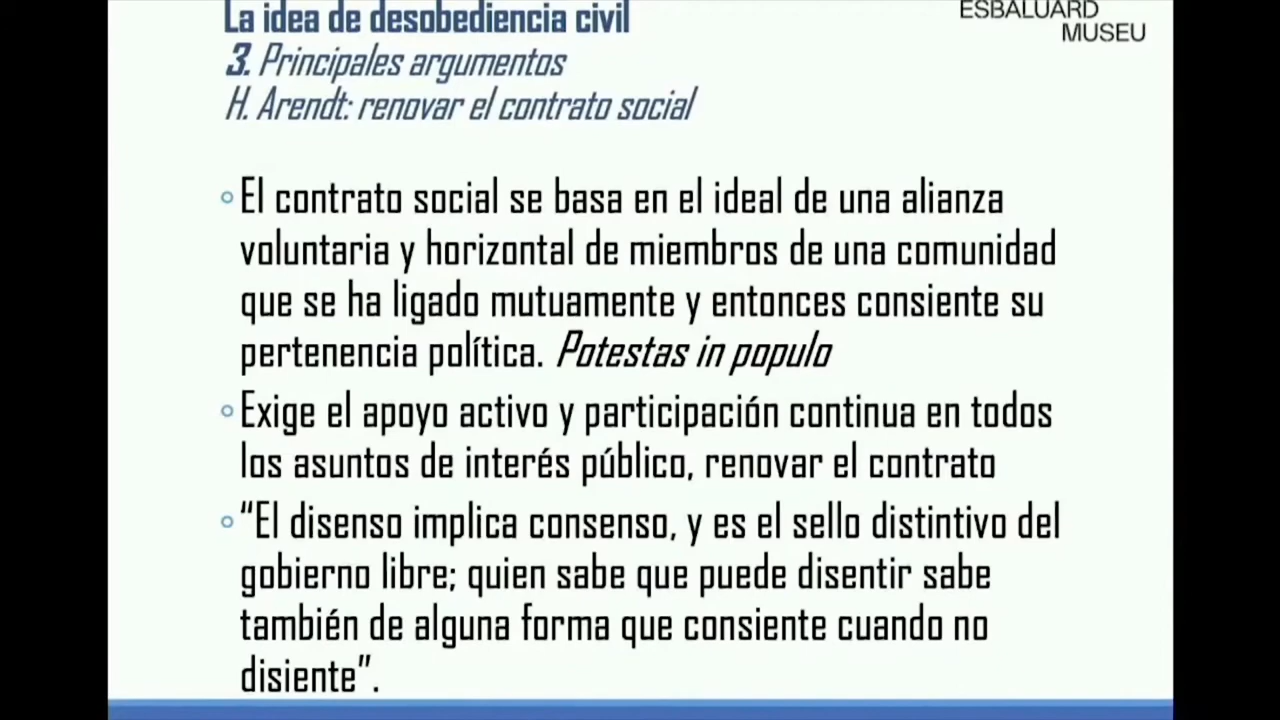 La idea de desobediencia civil
ESBALUARD
MUSEU
3. Principales argumentos
H. Arendt: renovar el contrato social
El contrato social se basa en el ideal de una alianza
voluntaria y horizontal de miembros de una comunidad
que se ha ligado mutuamente y entonces consiente su
pertenencia política. Potestas in populo
Exige el apoyo activo y participación continua en todos
los asuntos de interés público, renovar el contrato
“El disenso implica consenso, y es el sello distintivo del
gobierno libre; quien sabe que puede disentir sabe
también de alguna forma que consiente cuando no
disiente”.